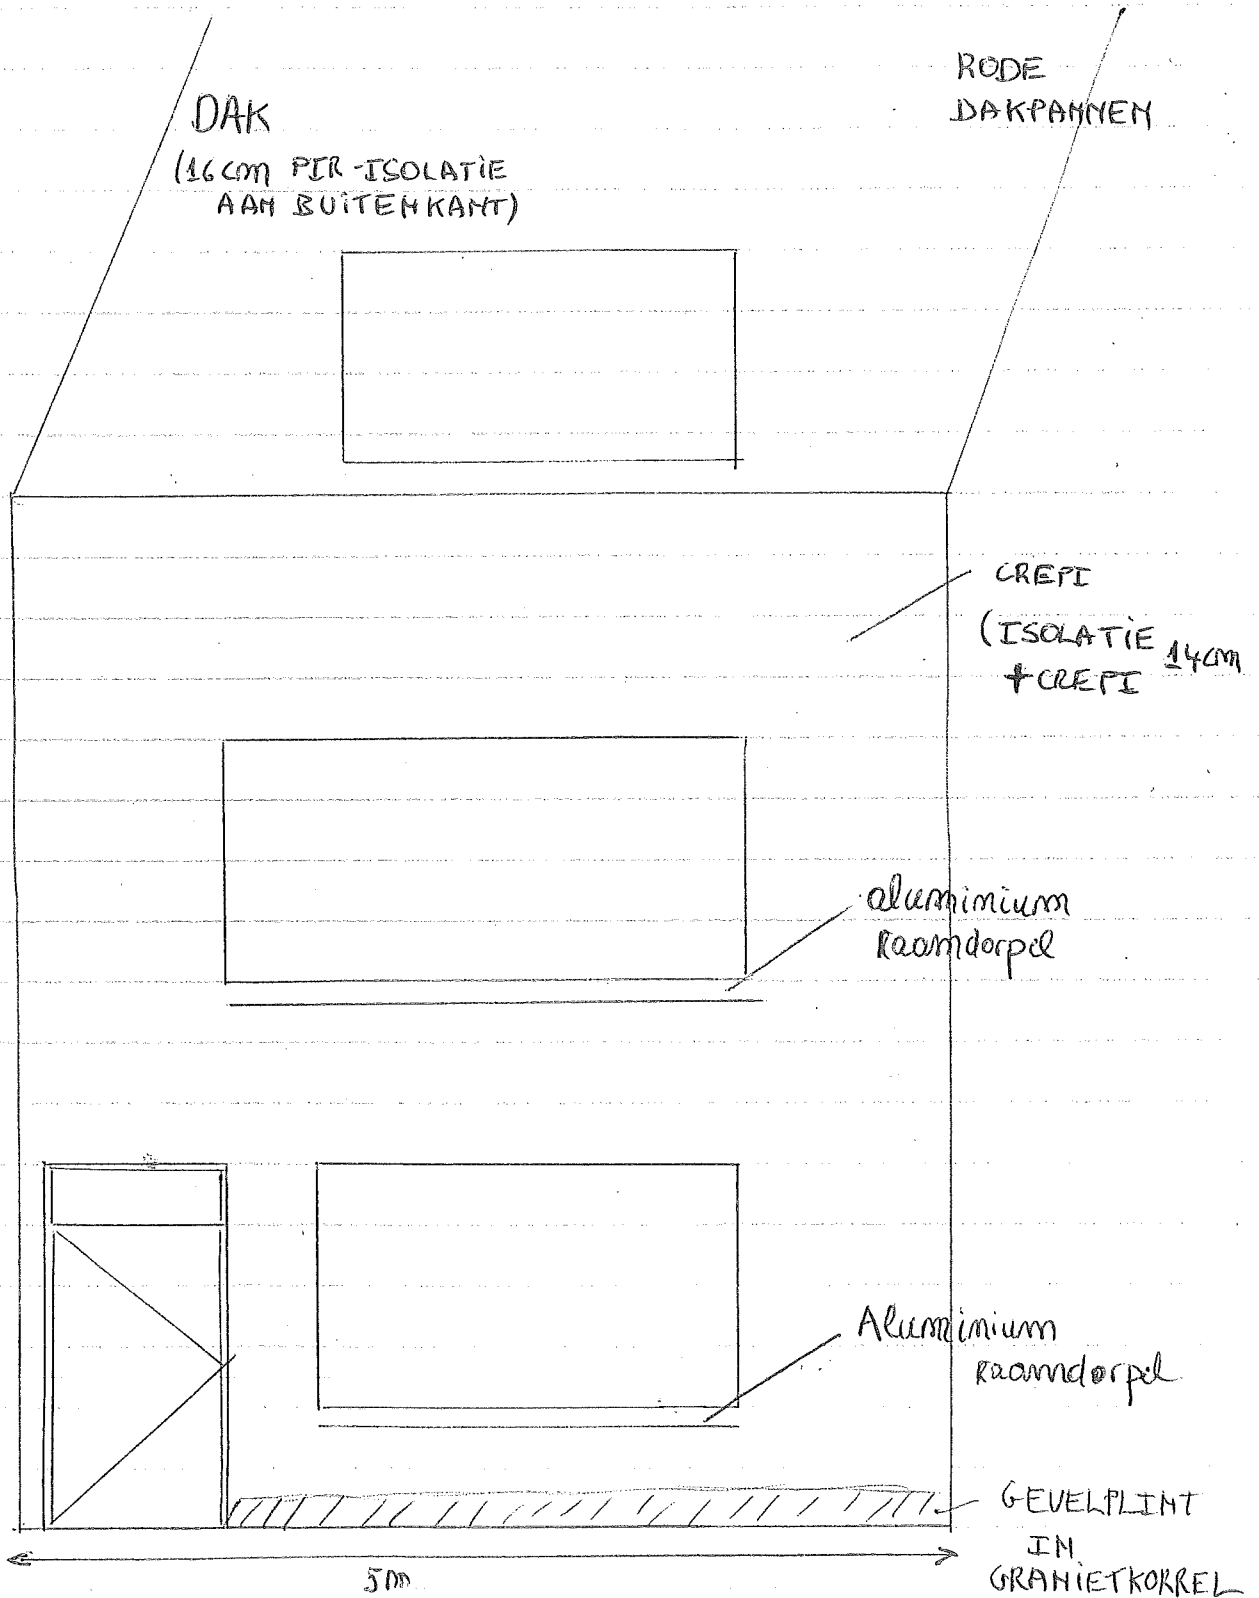 RODE
DAKPANNEN
DAK
(16cm PIR-ISOLATIE
AAN BUITENKANT)
CREPI
(ISOLATIE 14cm
+ CREPI
aluminium
Raamdorpel
Aluminium
raamdorpel
GEVELPLINT
IN
GRANIETKORREL
5m